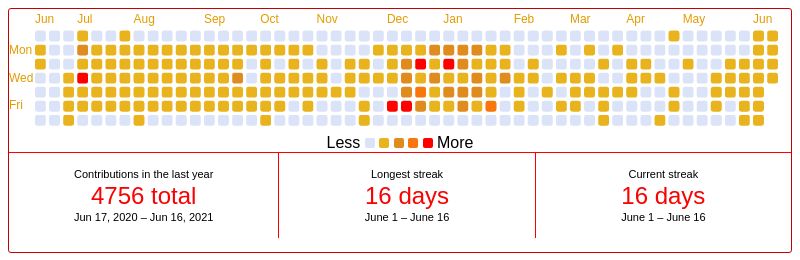 Jun Jul Aug Sep Oct Nov Dec Jan Feb Mar Apr May Jun
Mon
Wed
Fri
Less More
Contributions in the last year
4756 total
Jun 17, 2020 – Jun 16, 2021
Longest streak
16 days
June 1 – June 16
Current streak
16 days
June 1 – June 16